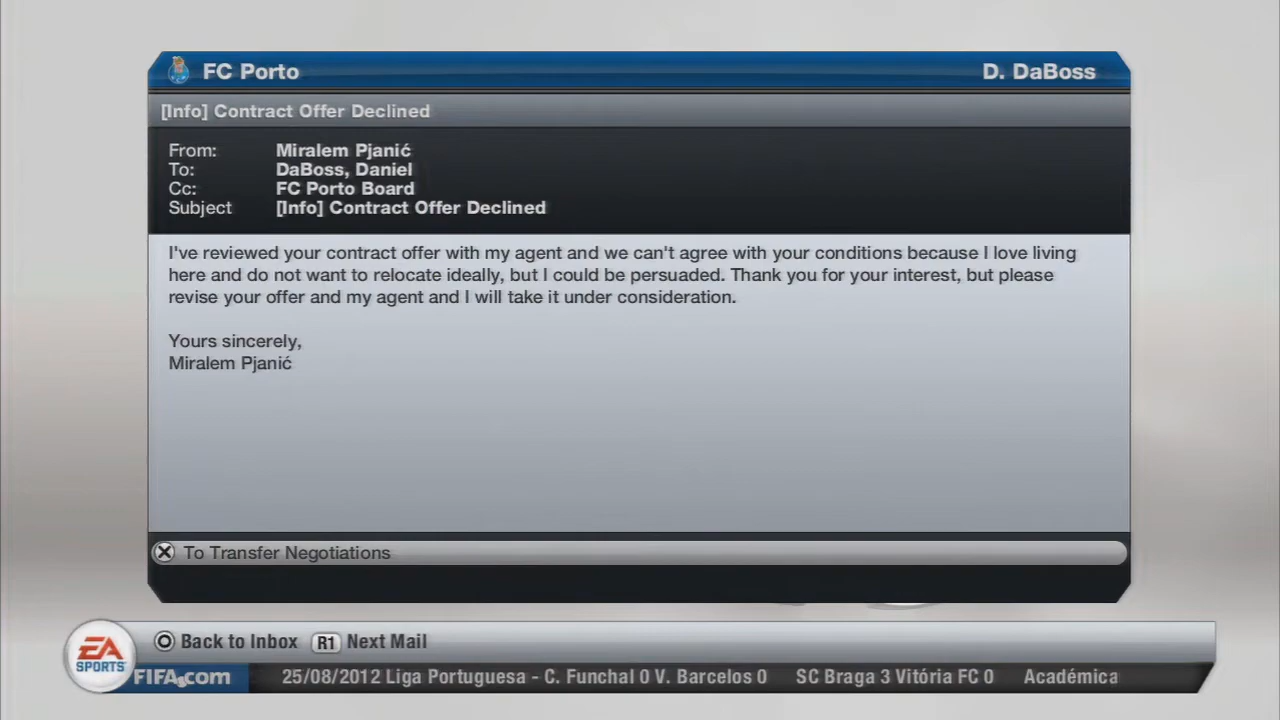 FC Porto D. DaBoss
[Info] Contract Offer Declined
From: Miralem Pjanić
To: DaBoss, Daniel
Cc: FC Porto Board
Subject [Info] Contract Offer Declined
I've reviewed your contract offer with my agent and we can't agree with your conditions because I love living
here and do not want to relocate ideally, but I could be persuaded. Thank you for your interest, but please
revise your offer and my agent and I will take it under consideration.
Yours sincerely,
Miralem Pjanić
To Transfer Negotiations
Back to Inbox R1 Next Mail
EA
SPORTS
FIFA.com 25/08/2012 Liga Portuguesa - C. Funchal 0 V. Barcelos 0 SC Braga 3 Vitória FC 0 Académica